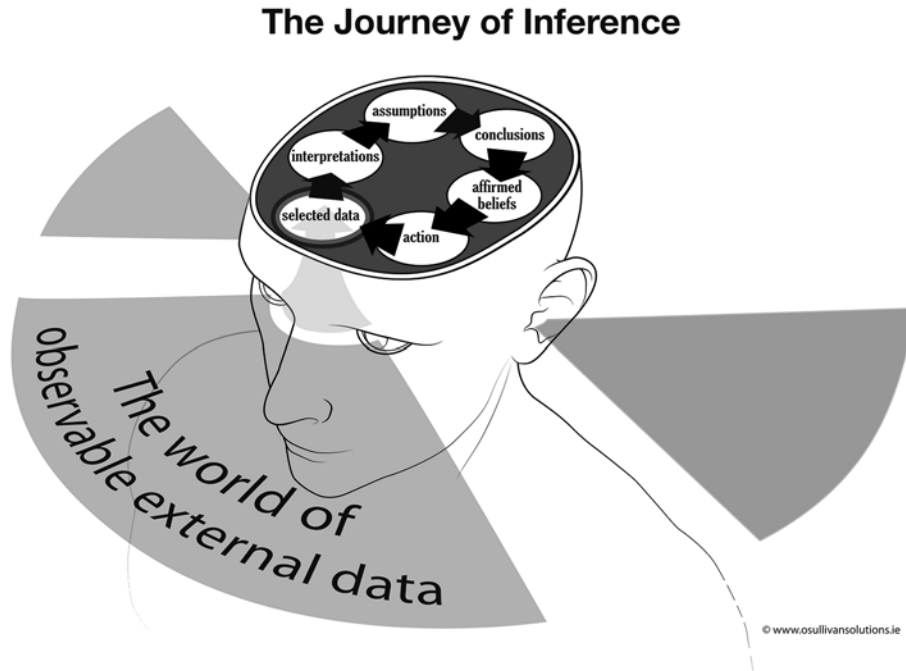 The Journey of Inference
assumptions
conclusions
interpretations
affirmed
beliefs
selected data
action
The world of
observable external data
© www.osullivansolutions.ie